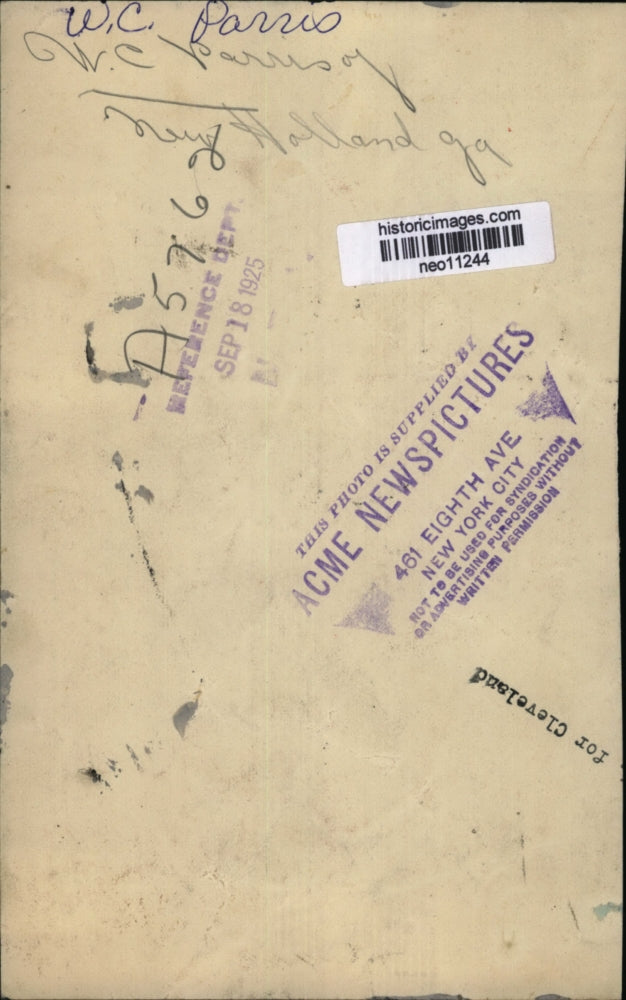 W.C. Parris
W.C Parris of
New Holland ga
A5762
REFERENCE DEPT.
SEP 18 1925
historicimages.com
neo11244
THIS PHOTO IS SUPPLIED BY
ACME NEWSPICTURES
461 EIGHTH AVE
NEW YORK CITY
NOT TO BE USED FOR SYNDICATION
OR ADVERTISING PURPOSES WITHOUT
WRITTEN PERMISSION
for Cleveland